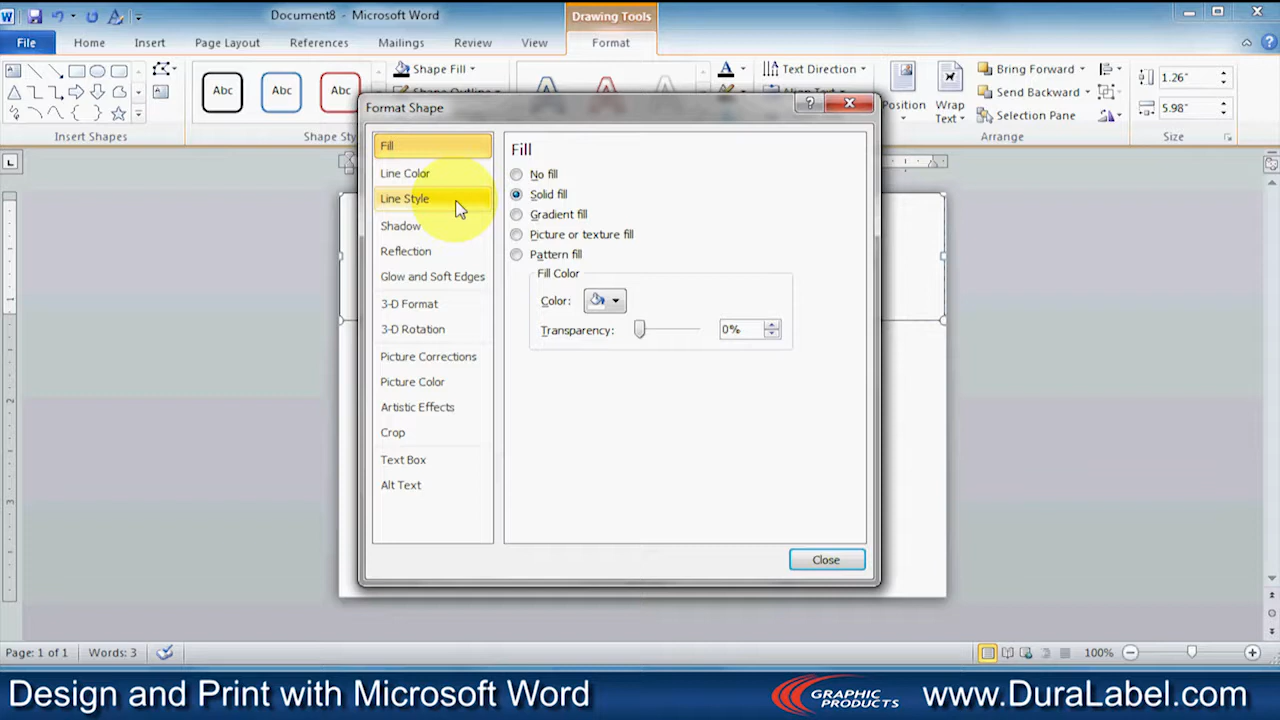 Document8 - Microsoft Word
Drawing Tools
File Home Insert Page Layout References Mailings Review View Format
Abc Abc Abc
Shape Fill
Text Direction
Position
Wrap Text
Bring Forward
Send Backward
Selection Pane
1.26"
5.98"
Insert Shapes
Arrange
Size
Format Shape
Fill
Line Color
Line Style
Shadow
Reflection
Glow and Soft Edges
3-D Format
3-D Rotation
Picture Corrections
Picture Color
Artistic Effects
Crop
Text Box
Alt Text
Fill
No fill
Solid fill
Gradient fill
Picture or texture fill
Pattern fill
Fill Color
Color:
Transparency: 0%
Close
Page: 1 of 1 Words: 3 100%
Design and Print with Microsoft Word GRAPHIC PRODUCTS www.DuraLabel.com